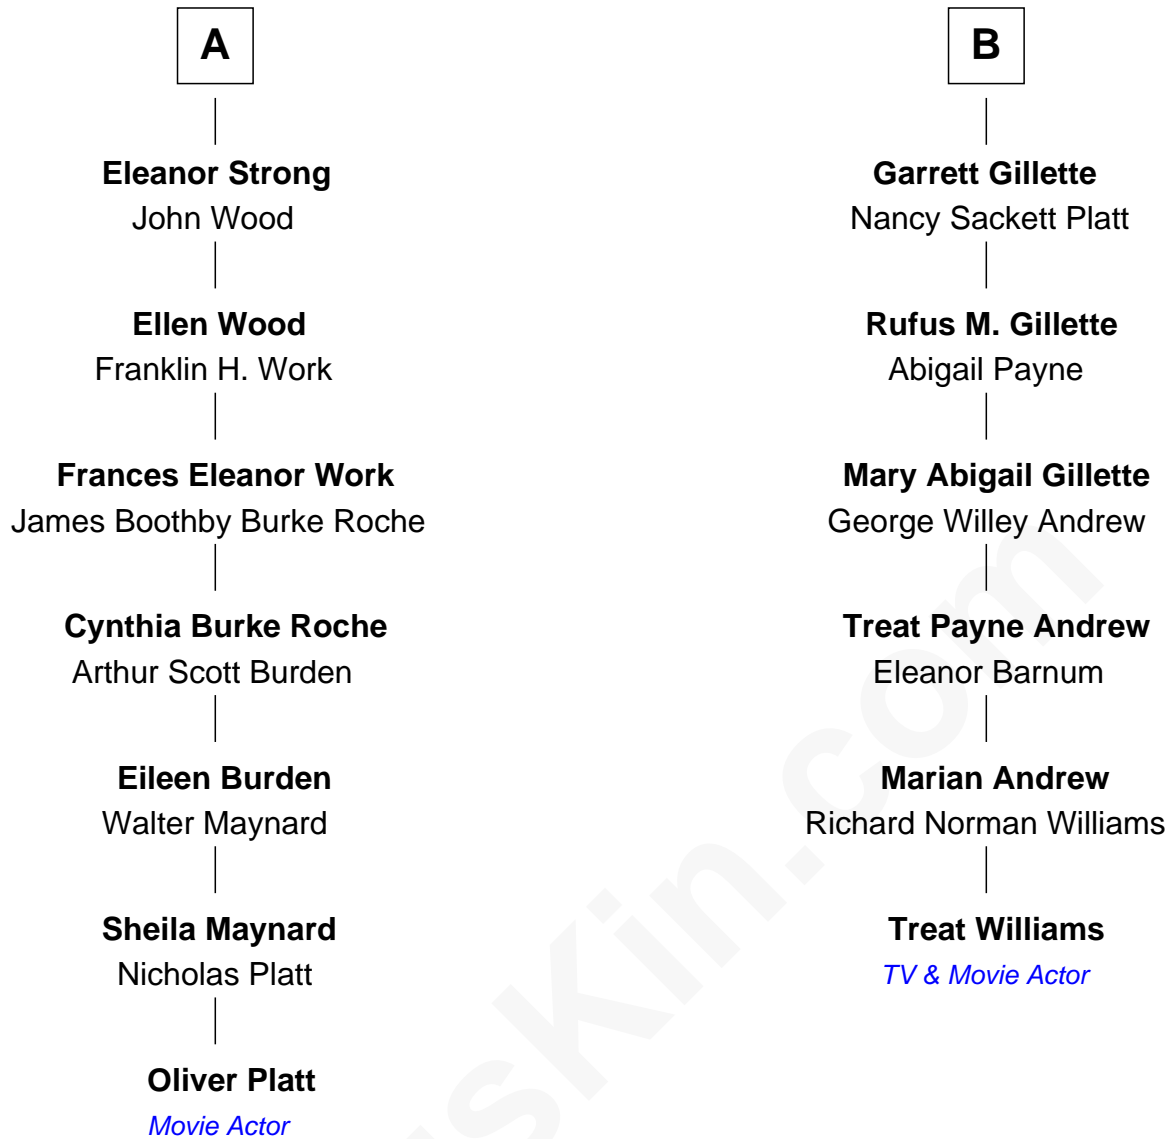 A
Eleanor Strong
John Wood
Ellen Wood
Franklin H. Work
Frances Eleanor Work
James Boothby Burke Roche
Cynthia Burke Roche
Arthur Scott Burden
Eileen Burden
Walter Maynard
Sheila Maynard
Nicholas Platt
Oliver Platt
Movie Actor
B
Garrett Gillette
Nancy Sackett Platt
Rufus M. Gillette
Abigail Payne
Mary Abigail Gillette
George Willey Andrew
Treat Payne Andrew
Eleanor Barnum
Marian Andrew
Richard Norman Williams
Treat Williams
TV & Movie Actor
usKin.com